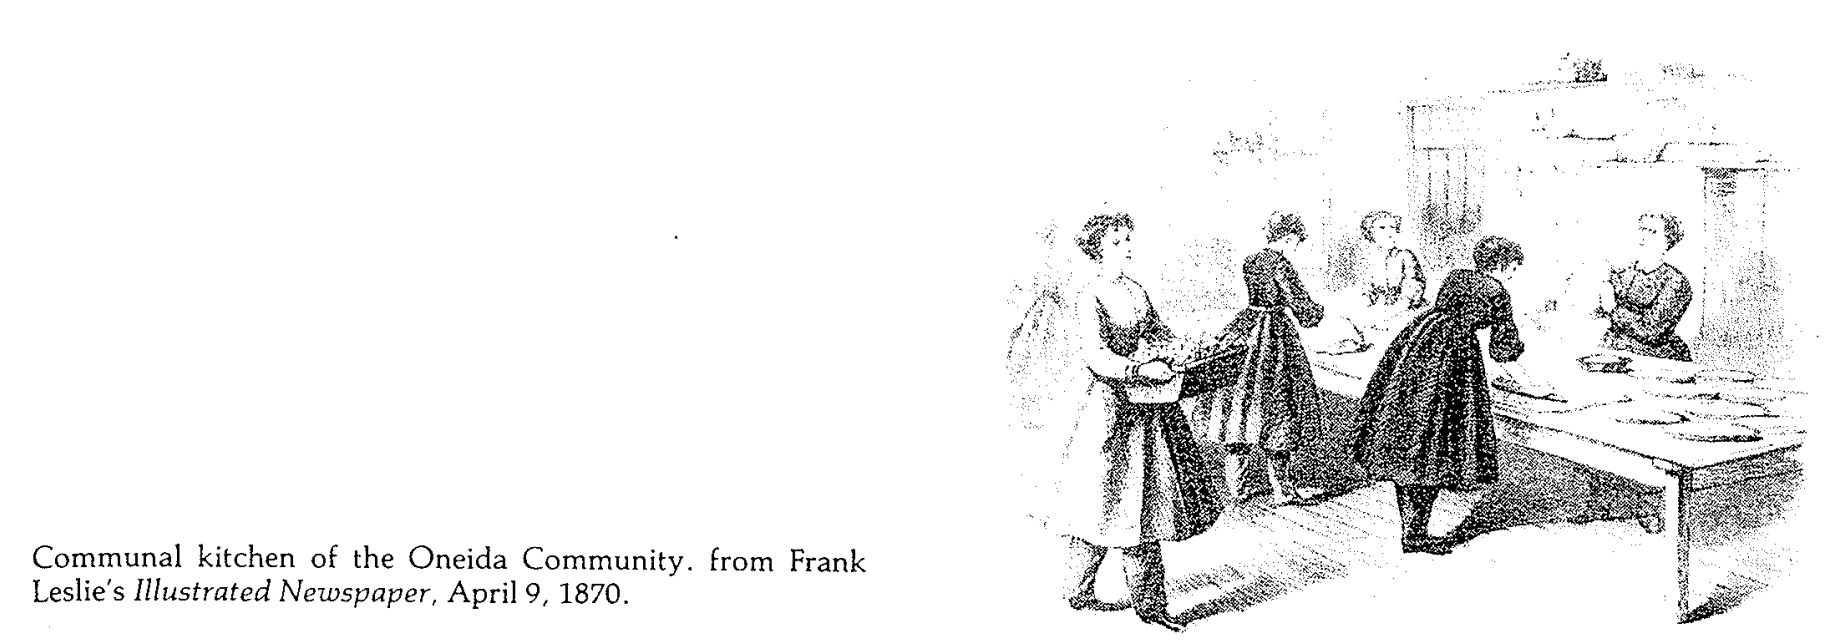 Communal kitchen of the Oneida Community. from Frank
Leslie's Illustrated Newspaper, April 9, 1870.